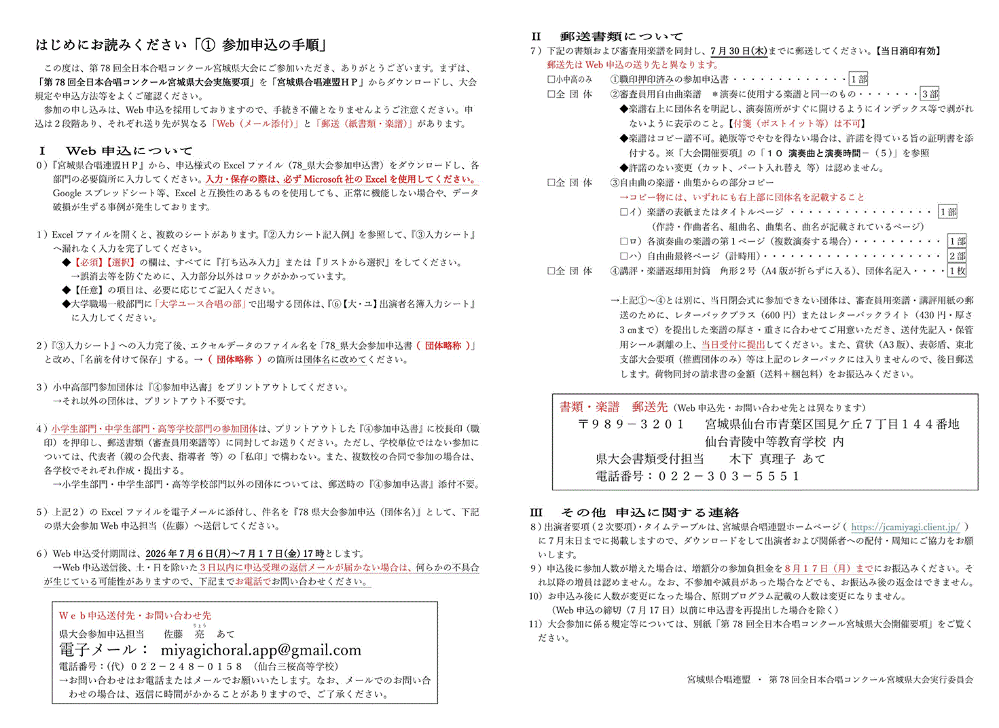 はじめにお読みください「① 参加申込の手順」
この度は、第78回全日本合唱コンクール宮城県大会にご参加いただき、ありがとうございます。まずは、
「第78回全日本合唱コンクール宮城県大会実施要項」を「宮城県合唱連盟ＨＰ」からダウンロードし、大会
規定や申込方法等をよくご確認ください。
参加の申し込みは、Web申込を採用しておりますので、手続き不備となりませんようご注意ください。申
込は２段階あり、それぞれ送り先が異なる「Web（メール添付）」と「郵送（紙書類・楽譜）」があります。
Ⅰ　Web申込について
０）『宮城県合唱連盟ＨＰ』から、申込様式のExcelファイル（78_県大会参加申込書）をダウンロードし、各
部門の必要箇所に入力してください。入力・保存の際は、必ずMicrosoft社のExcelを使用してください。
Googleスプレッドシート等、Excelと互換性のあるものを使用しても、正常に機能しない場合や、データ
破損が生ずる事例が発生しております。
１）Excelファイルを開くと、複数のシートがあります。『②入力シート記入例』を参照して、『③入力シート』
へ漏れなく入力を完了してください。
◆【必須】【選択】の欄は、すべてに『打ち込み入力』または『リストから選択』をしてください。
→誤消去等を防ぐために、入力部分以外はロックがかかっています。
◆【任意】の項目は、必要に応じてご記入ください。
◆大学職場一般部門に「大学ユース合唱の部」で出場する団体は、『⑥【大・ユ】出演者名簿入力シート』
に入力してください。
２）『③入力シート』への入力完了後、エクセルデータのファイル名を「78_県大会参加申込書（ 団体略称 ）」
と改め、「名前を付けて保存」する。→（ 団体略称 ）の箇所は団体名に改めてください。
３）小中高部門参加団体は『④参加申込書』をプリントアウトしてください。
→それ以外の団体は、プリントアウト不要です。
４）小学生部門・中学生部門・高等学校部門の参加団体は、プリントアウトした『④参加申込書』に校長印（職
印）を押印し、郵送書類（審査員用楽譜等）に同封してお送りください。ただし、学校単位ではない参加に
ついては、代表者（親の会代表、指導者 等）の「私印」で構わない。また、複数校の合同で参加の場合は、
各学校でそれぞれ作成・提出する。
→小学生部門・中学生部門・高等学校部門以外の団体については、郵送時の『④参加申込書』添付不要。
５）上記２）のExcelファイルを電子メールに添付し、件名を『78県大会参加申込（団体名）』として、下記
の県大会参加Web申込担当（佐藤）へ送信してください。
６）Web申込受付期間は、2026年７月６日(月)～７月１７日(金) 17時とします。
→Web申込送信後、土・日を除いた３日以内に申込受理の返信メールが届かない場合は、何らかの不具合
が生じている可能性がありますので、下記までお電話でお問い合わせください。
Ｗｅｂ申込送付先・お問い合わせ先
りょう
県大会参加申込担当　佐藤　亮　あて
電子メール： miyagichoral.app@gmail.com
電話番号：(代) ０２２－２４８－０１５８ （仙台三桜高等学校）
→お問い合わせはお電話またはメールでお願いいたします。なお、メールでのお問い合
わせの場合は、返信に時間がかかることがありますので、ご了承ください。
Ⅱ　郵送書類について
７）下記の書類および審査用楽譜を同封し、７月30日(木)までに郵送してください。【当日消印有効】
郵送先はWeb申込の送り先と異なります。
□小中高のみ　①職印押印済みの参加申込書・・・・・・・・・・・・・１部
□全 団 体　②審査員用自由曲楽譜　＊演奏に使用する楽譜と同一のもの・・・・・・・３部
◆楽譜右上に団体名を明記し、演奏箇所がすぐに開けるようにインデックス等で剥がれ
ないように表示のこと。【付箋（ポストイット等）は不可】
◆楽譜はコピー譜不可。絶版等でやむを得ない場合は、許諾を得ている旨の証明書を添
付する。※『大会開催要項』の「１０ 演奏曲と演奏時間－（５）」を参照
◆許諾のない変更（カット、パート入れ替え 等）は認めません。
□全 団 体　③自由曲の楽譜・曲集からの部分コピー
→コピー物には、いずれにも右上部に団体名を記載すること
□イ）楽譜の表紙またはタイトルページ ・・・・・・・・・・・・・・・・１部
（作詩・作曲者名、組曲名、曲集名、曲名が記載されているページ）
□ロ）各演奏曲の楽譜の第１ページ（複数演奏する場合）・・・・・・・・・・１部
□ハ）自由曲最終ページ（計時用）・・・・・・・・・・・・・・・・・・・・２部
□全 団 体　④講評・楽譜返却用封筒　角形２号（A4版が折らずに入る）、団体名記入・・・・１枚
→上記①～④とは別に、当日閉会式に参加できない団体は、審査員用楽譜・講評用紙の郵
送のために、レターパックプラス（600円）またはレターパックライト（430円・厚さ
３㎝まで）を提出した楽譜の厚さ・重さに合わせてご用意いただき、送付先記入・保管
用シール剥離の上、当日受付に提出してください。また、賞状（A3版）、表彰盾、東北
支部大会要項（推薦団体のみ）等は上記のレターパックには入りませんので、後日郵送
します。荷物同封の請求書の金額（送料＋梱包料）をお振込みください。
書類・楽譜　郵送先（Web申込先・お問い合わせ先とは異なります）
〒９８９－３２０１　宮城県仙台市青葉区国見ケ丘７丁目１４４番地
仙台青陵中等教育学校 内
県大会書類受付担当　木下 真理子 あて
電話番号：０２２－３０３－５５５１
Ⅲ　その他 申込に関する連絡
８)出演者要項(２次要項)・タイムテーブルは、宮城県合唱連盟ホームページ（ https://jcamiyagi.client.jp/ ）
に７月末日までに掲載しますので、ダウンロードをして出演者および関係者への配付・周知にご協力をお願
いします。
９）申込後に参加人数が増えた場合は、増額分の参加負担金を８月１７日（月）までにお振込みください。そ
れ以降の増員は認めません。なお、不参加や減員があった場合などでも、お振込み後の返金はできません。
10）お申込み後に人数が変更になった場合、原則プログラム記載の人数は変更になりません。
（Web申込の締切（７月17日）以前に申込書を再提出した場合を除く）
11）大会参加に係る規定等については、別紙「第78回全日本合唱コンクール宮城県大会開催要項」をご覧く
ださい。
宮城県合唱連盟 ・ 第78回全日本合唱コンクール宮城県大会実行委員会